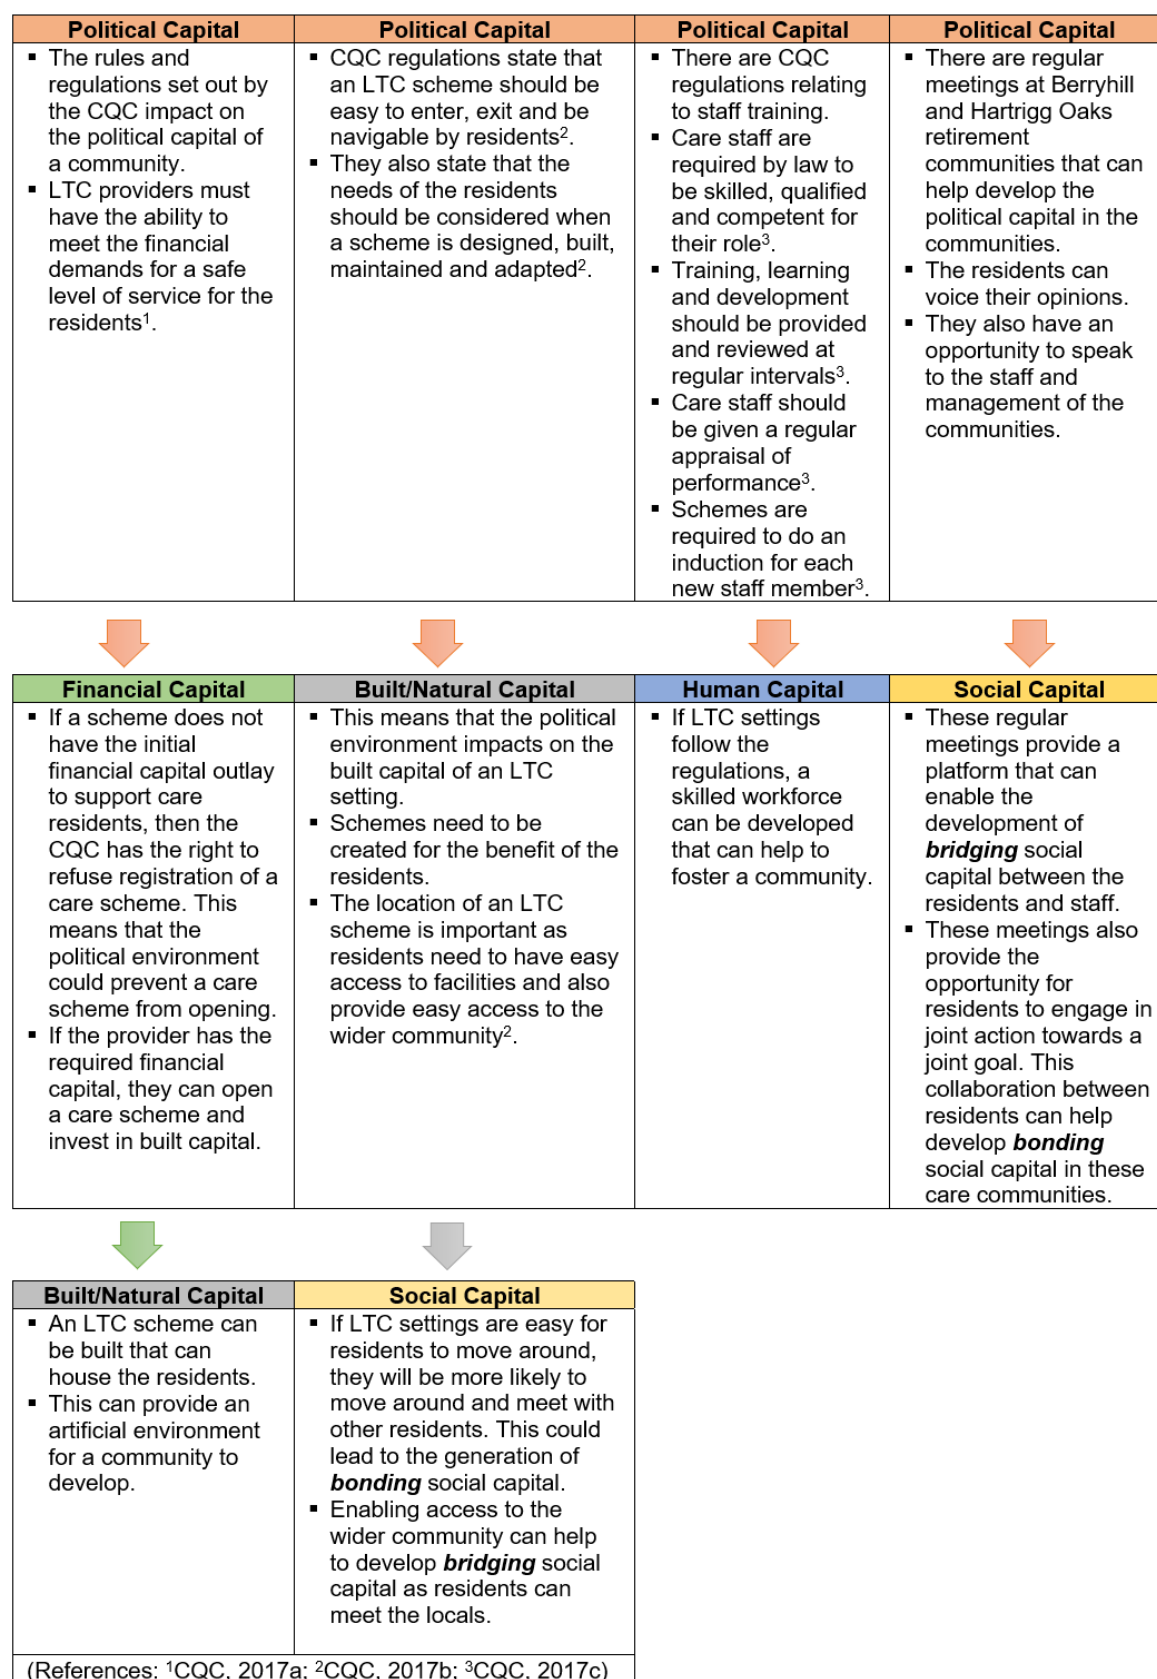 Political Capital
▪ The rules and
regulations set out by
the CQC impact on
the political capital of
a community.
▪ LTC providers must
have the ability to
meet the financial
demands for a safe
level of service for the
residents¹.
Political Capital
▪ CQC regulations state that
an LTC scheme should be
easy to enter, exit and be
navigable by residents².
▪ They also state that the
needs of the residents
should be considered when
a scheme is designed, built,
maintained and adapted².
Political Capital
▪ There are CQC
regulations relating
to staff training.
▪ Care staff are
required by law to
be skilled, qualified
and competent for
their role³.
▪ Training, learning
and development
should be provided
and reviewed at
regular intervals³.
▪ Care staff should
be given a regular
appraisal of
performance³.
▪ Schemes are
required to do an
induction for each
new staff member³.
Political Capital
▪ There are regular
meetings at Berryhill
and Hartrigg Oaks
retirement
communities that can
help develop the
political capital in the
communities.
▪ The residents can
voice their opinions.
▪ They also have an
opportunity to speak
to the staff and
management of the
communities.
Financial Capital
▪ If a scheme does not
have the initial
financial capital outlay
to support care
residents, then the
CQC has the right to
refuse registration of a
care scheme. This
means that the
political environment
could prevent a care
scheme from opening.
▪ If the provider has the
required financial
capital, they can open
a care scheme and
invest in built capital.
Built/Natural Capital
▪ This means that the political
environment impacts on the
built capital of an LTC
setting.
▪ Schemes need to be
created for the benefit of the
residents.
▪ The location of an LTC
scheme is important as
residents need to have easy
access to facilities and also
provide easy access to the
wider community².
Human Capital
▪ If LTC settings
follow the
regulations, a
skilled workforce
can be developed
that can help to
foster a community.
Social Capital
▪ These regular
meetings provide a
platform that can
enable the
development of
bridging social
capital between the
residents and staff.
▪ These meetings also
provide the
opportunity for
residents to engage in
joint action towards a
joint goal. This
collaboration between
residents can help
develop bonding
social capital in these
care communities.
Built/Natural Capital
▪ An LTC scheme can
be built that can
house the residents.
▪ This can provide an
artificial environment
for a community to
develop.
Social Capital
▪ If LTC settings are easy for
residents to move around,
they will be more likely to
move around and meet with
other residents. This could
lead to the generation of
bonding social capital.
▪ Enabling access to the
wider community can help
to develop bridging social
capital as residents can
meet the locals.
(References: ¹CQC, 2017a; ²CQC, 2017b; ³CQC, 2017c)